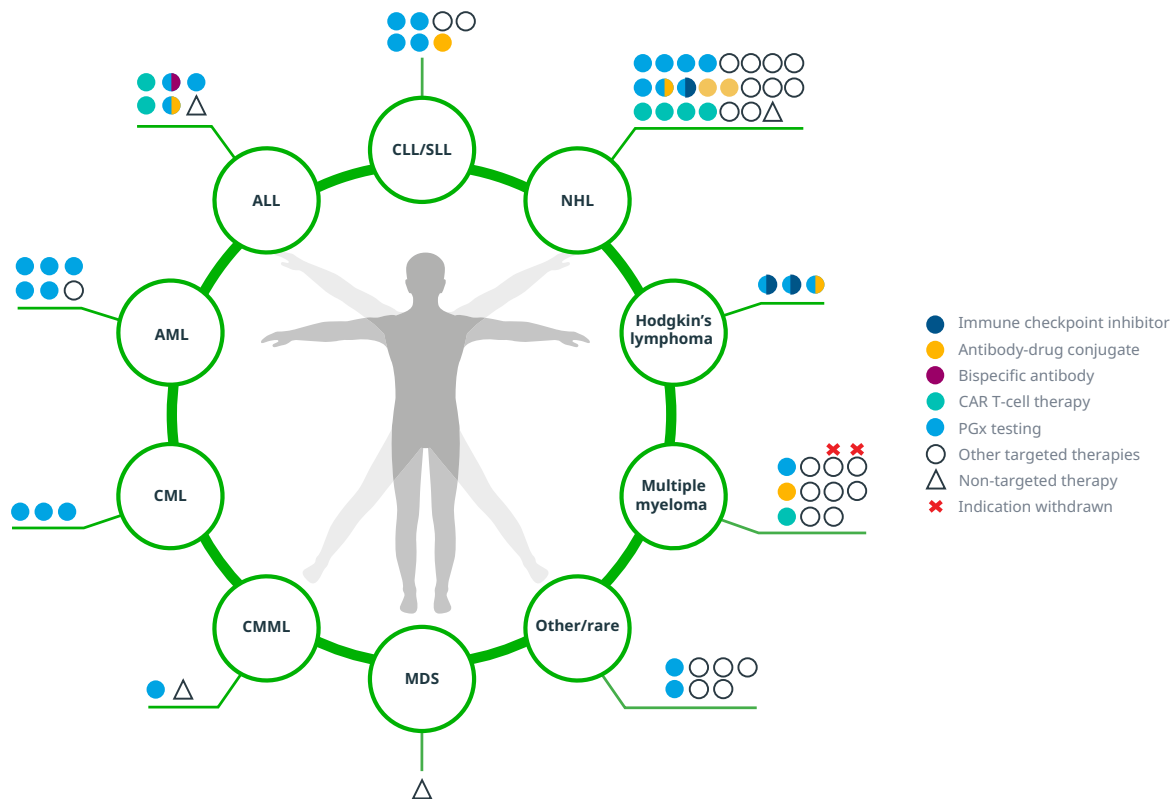 CLL/SLL
ALL
NHL
AML
Hodgkin’s
lymphoma
CML
Multiple
myeloma
CMML
Other/rare
MDS
Immune checkpoint inhibitor
Antibody-drug conjugate
Bispecific antibody
CAR T-cell therapy
PGx testing
Other targeted therapies
Non-targeted therapy
Indication withdrawn